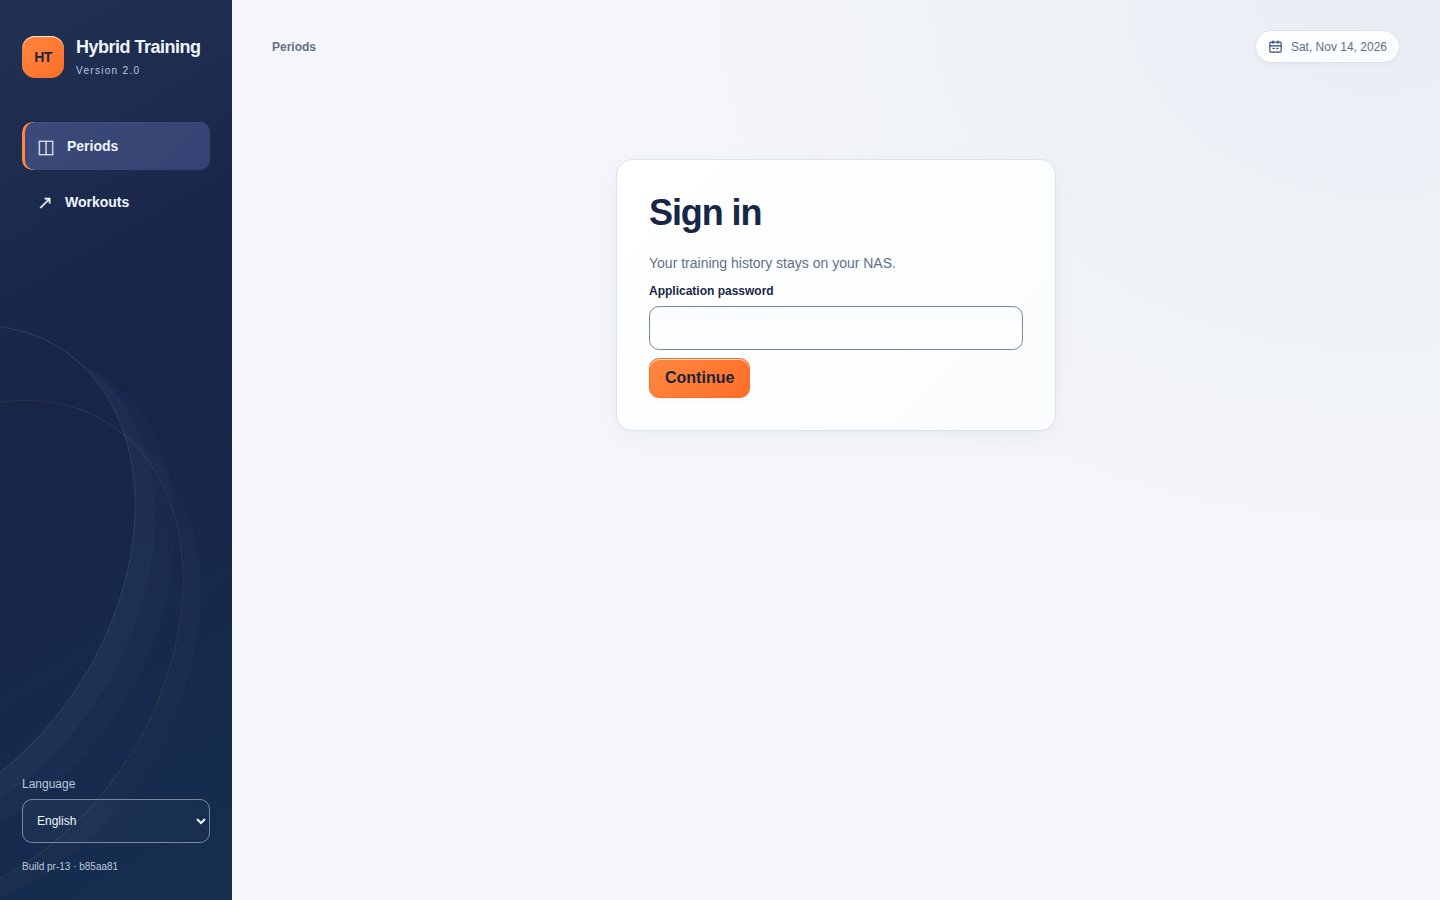 HT
Hybrid Training
Version 2.0
Periods
Workouts
Language
English
Build pr-13 · b85aa81
Periods
Sat, Nov 14, 2026
Sign in
Your training history stays on your NAS.
Application password
Continue